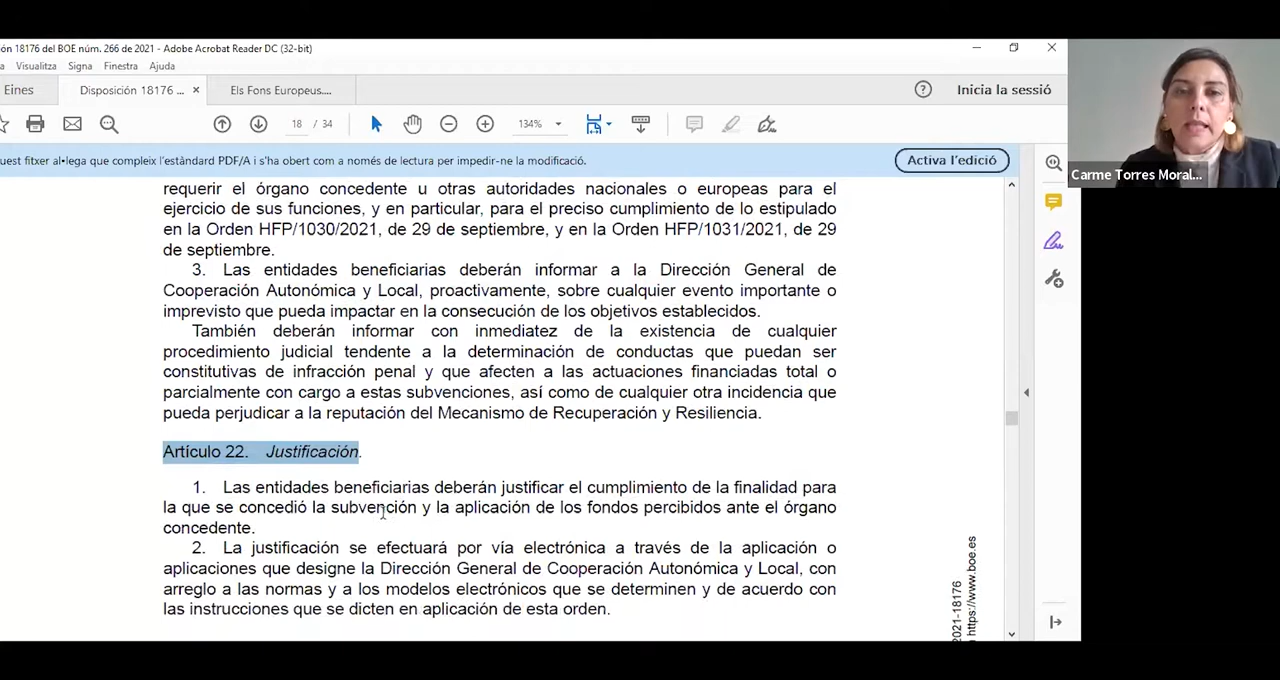 ón 18176 del BOE núm. 266 de 2021 - Adobe Acrobat Reader DC (32-bit)
a Visualitza Signa Finestra Ajuda
Eines Disposición 18176 ... × Els Fons Europeus.... Inicia la sessió
18 / 34 134%
uest fitxer al•lega que compleix l'estàndard PDF/A i s'ha obert com a només de lectura per impedir-ne la modificació. Activa l'edició
Carme Torres Moral...
requerir el órgano concedente u otras autoridades nacionales o europeas para el
ejercicio de sus funciones, y en particular, para el preciso cumplimiento de lo estipulado
en la Orden HFP/1030/2021, de 29 de septiembre, y en la Orden HFP/1031/2021, de 29
de septiembre.
3. Las entidades beneficiarias deberán informar a la Dirección General de
Cooperación Autonómica y Local, proactivamente, sobre cualquier evento importante o
imprevisto que pueda impactar en la consecución de los objetivos establecidos.
También deberán informar con inmediatez de la existencia de cualquier
procedimiento judicial tendente a la determinación de conductas que puedan ser
constitutivas de infracción penal y que afecten a las actuaciones financiadas total o
parcialmente con cargo a estas subvenciones, así como de cualquier otra incidencia que
pueda perjudicar a la reputación del Mecanismo de Recuperación y Resiliencia.
Artículo 22. Justificación.
1. Las entidades beneficiarias deberán justificar el cumplimiento de la finalidad para
la que se concedió la subvención y la aplicación de los fondos percibidos ante el órgano
concedente.
2. La justificación se efectuará por vía electrónica a través de la aplicación o
aplicaciones que designe la Dirección General de Cooperación Autonómica y Local, con
arreglo a las normas y a los modelos electrónicos que se determinen y de acuerdo con
las instrucciones que se dicten en aplicación de esta orden.
2021-18176
https://www.boe.es